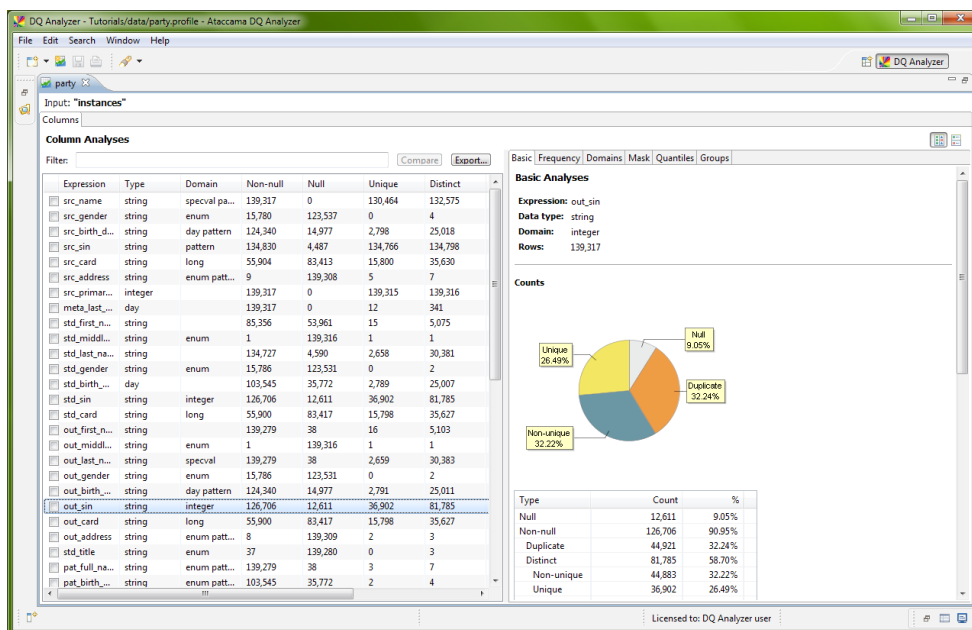 DQ Analyzer - Tutorials/data/party.profile - Ataccama DQ Analyzer
File Edit Search Window Help
DQ Analyzer
party
Input: "instances"
Columns
Column Analyses
Filter: Compare Export...
Expression Type Domain Non-null Null Unique Distinct
src_name string specval pa... 139,317 0 130,464 132,575
src_gender string enum 15,780 123,537 0 4
src_birth_d... string day pattern 124,340 14,977 2,798 25,018
src_sin string pattern 134,830 4,487 134,766 134,798
src_card string long 55,904 83,413 15,800 35,630
src_address string enum patt... 9 139,308 5 7
src_primar... integer 139,317 0 139,315 139,316
meta_last_... day 139,317 0 12 341
std_first_n... string 85,356 53,961 15 5,075
std_middl... string enum 1 139,316 1 1
std_last_na... string 134,727 4,590 2,658 30,381
std_gender string enum 15,786 123,531 0 2
std_birth_... day 103,545 35,772 2,789 25,007
std_sin string integer 126,706 12,611 36,902 81,785
std_card string long 55,900 83,417 15,798 35,627
out_first_n... string 139,279 38 16 5,103
out_middl... string enum 1 139,316 1 1
out_last_n... string specval 139,279 38 2,659 30,383
out_gender string enum 15,786 123,531 0 2
out_birth_... string day pattern 124,340 14,977 2,791 25,011
out_sin string integer 126,706 12,611 36,902 81,785
out_card string long 55,900 83,417 15,798 35,627
out_address string enum patt... 8 139,309 2 3
std_title string enum 37 139,280 0 3
pat_full_na... string enum patt... 139,279 38 3 7
pat_birth_... string enum patt... 103,545 35,772 2 4
Basic Frequency Domains Mask Quantiles Groups
Basic Analyses
Expression: out_sin
Data type: string
Domain: integer
Rows: 139,317
Counts
Null
9.05%
Unique
26.49%
Duplicate
32.24%
Non-unique
32.22%
Type Count %
Null 12,611 9.05%
Non-null 126,706 90.95%
Duplicate 44,921 32.24%
Distinct 81,785 58.70%
Non-unique 44,883 32.22%
Unique 36,902 26.49%
Licensed to: DQ Analyzer user